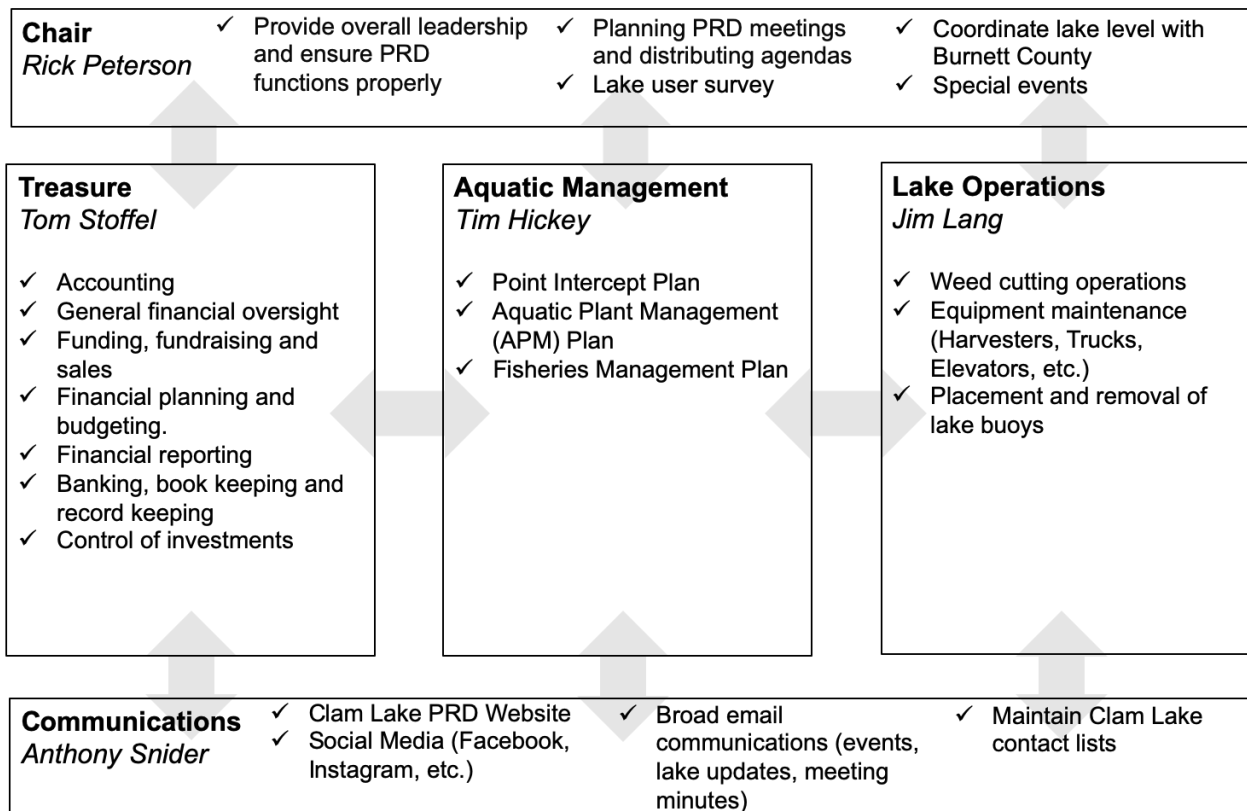 Chair
Rick Peterson
✓ Provide overall leadership
and ensure PRD
functions properly
✓ Planning PRD meetings
and distributing agendas
✓ Lake user survey
✓ Coordinate lake level with
Burnett County
✓ Special events
Treasure
Tom Stoffel
✓ Accounting
✓ General financial oversight
✓ Funding, fundraising and
sales
✓ Financial planning and
budgeting.
✓ Financial reporting
✓ Banking, book keeping and
record keeping
✓ Control of investments
Aquatic Management
Tim Hickey
✓ Point Intercept Plan
✓ Aquatic Plant Management
(APM) Plan
✓ Fisheries Management Plan
Lake Operations
Jim Lang
✓ Weed cutting operations
✓ Equipment maintenance
(Harvesters, Trucks,
Elevators, etc.)
✓ Placement and removal of
lake buoys
Communications
Anthony Snider
✓ Clam Lake PRD Website
✓ Social Media (Facebook,
Instagram, etc.)
✓ Broad email
communications (events,
lake updates, meeting
minutes)
✓ Maintain Clam Lake
contact lists